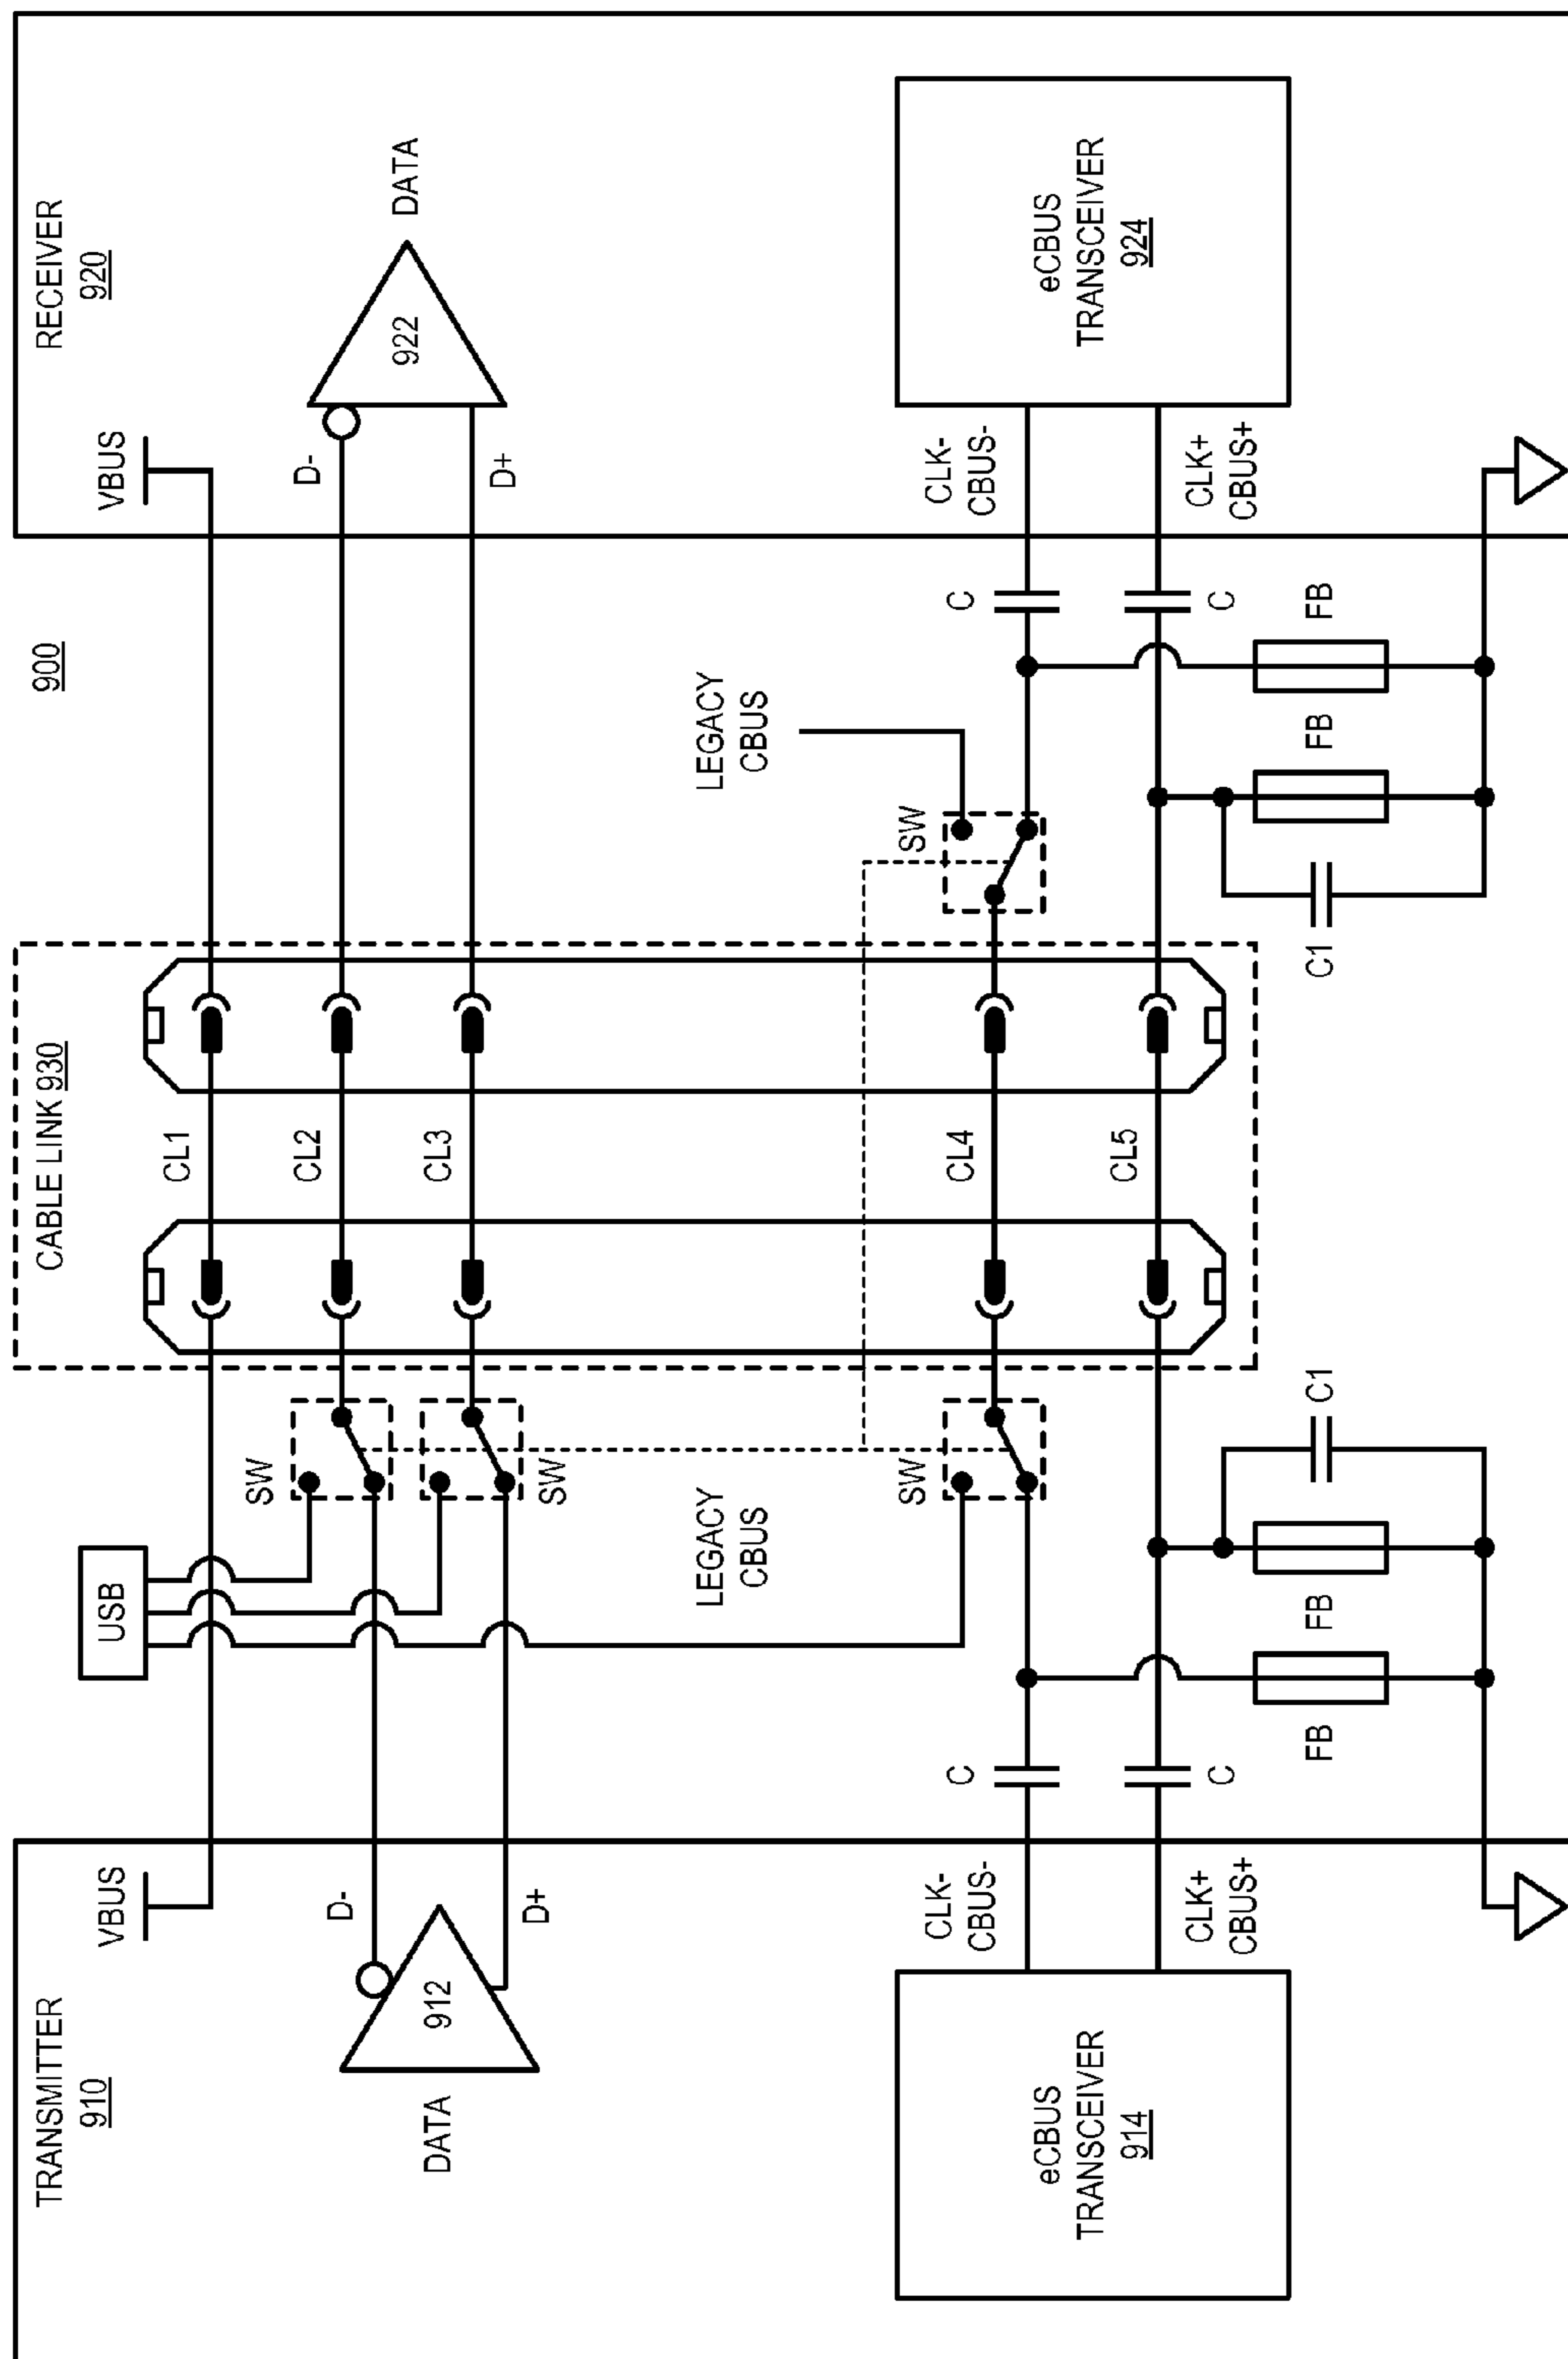 900
TRANSMITTER
910
VBUS
D-
D+
912
DATA
CLK-
CBUS-
CLK+
CBUS+
eCBUS
TRANSCEIVER
914
USB
SW
SW
LEGACY
CBUS
SW
C
C
FB
FB
C1
CABLE LINK 930
CL1
CL2
CL3
CL4
CL5
LEGACY
CBUS
SW
C
C
C1
FB
FB
RECEIVER
920
VBUS
D-
D+
922
DATA
CLK-
CBUS-
CLK+
CBUS+
eCBUS
TRANSCEIVER
924